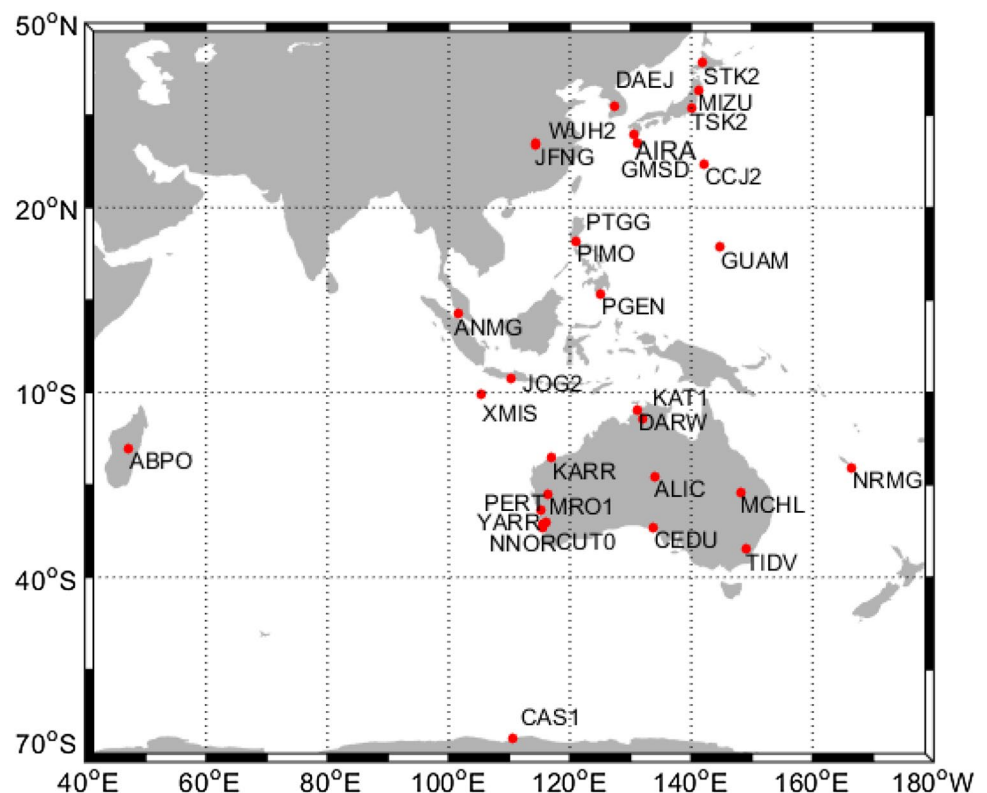 50°N
DAEJ
STK2
MIZU
TSK2
WUH2
JFNG
AIRA
GMSD
CCJ2
20°N
PTGG
PIMO
GUAM
PGEN
ANMG
10°S
JOG2
XMIS
KAT1
DARW
ABPO
KARR
ALIC
NRMG
PERT
MRO1
MCHL
YARR
NNOR
CUT0
CEDU
TIDV
40°S
CAS1
70°S
40°E 60°E 80°E 100°E 120°E 140°E 160°E 180°W